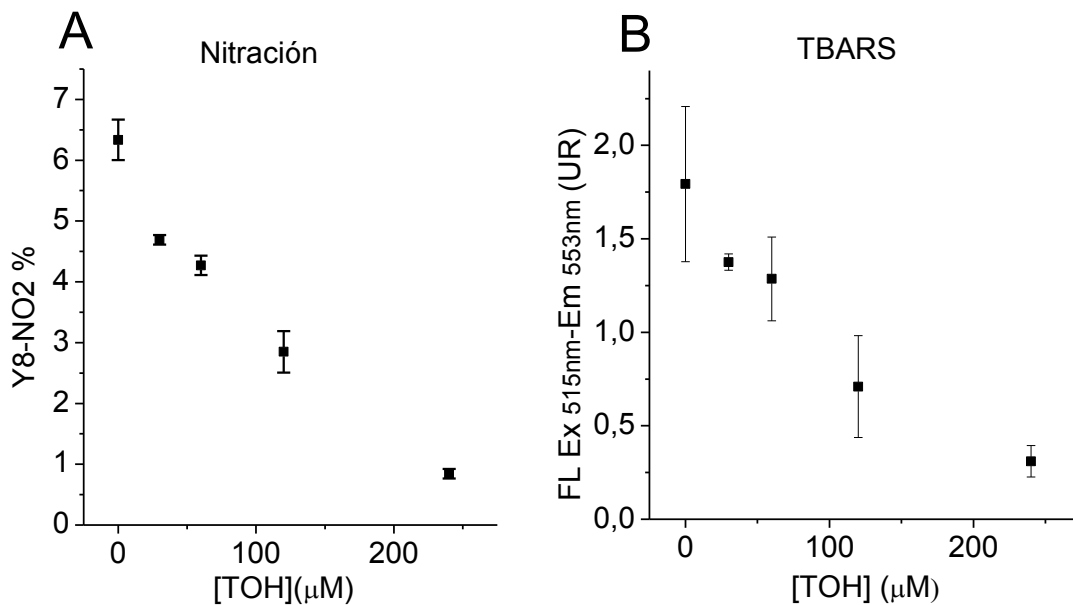 A
Nitración
7
6
5
4
3
2
1
0
Y8-NO2 %
0
100
200
[TOH](μM)
B
TBARS
2,0
1,5
1,0
0,5
0,0
FL Ex 515nm-Em 553nm (UR)
0
100
200
[TOH] (μM)